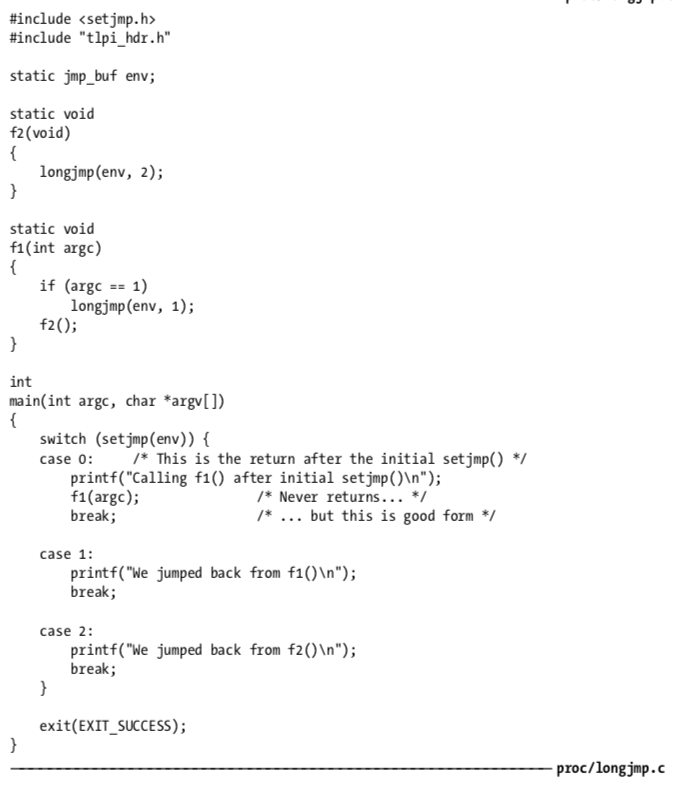 #include <setjmp.h>
#include "tlpi_hdr.h"
static jmp_buf env;
static void
f2(void)
{
    longjmp(env, 2);
}
static void
f1(int argc)
{
    if (argc == 1)
        longjmp(env, 1);
    f2();
}
int
main(int argc, char *argv[])
{
    switch (setjmp(env)) {
    case 0:     /* This is the return after the initial setjmp() */
        printf("Calling f1() after initial setjmp()\n");
        f1(argc);               /* Never returns... */
        break;                  /* ... but this is good form */
    case 1:
        printf("We jumped back from f1()\n");
        break;
    case 2:
        printf("We jumped back from f2()\n");
        break;
    }
    exit(EXIT_SUCCESS);
}
proc/longjmp.c